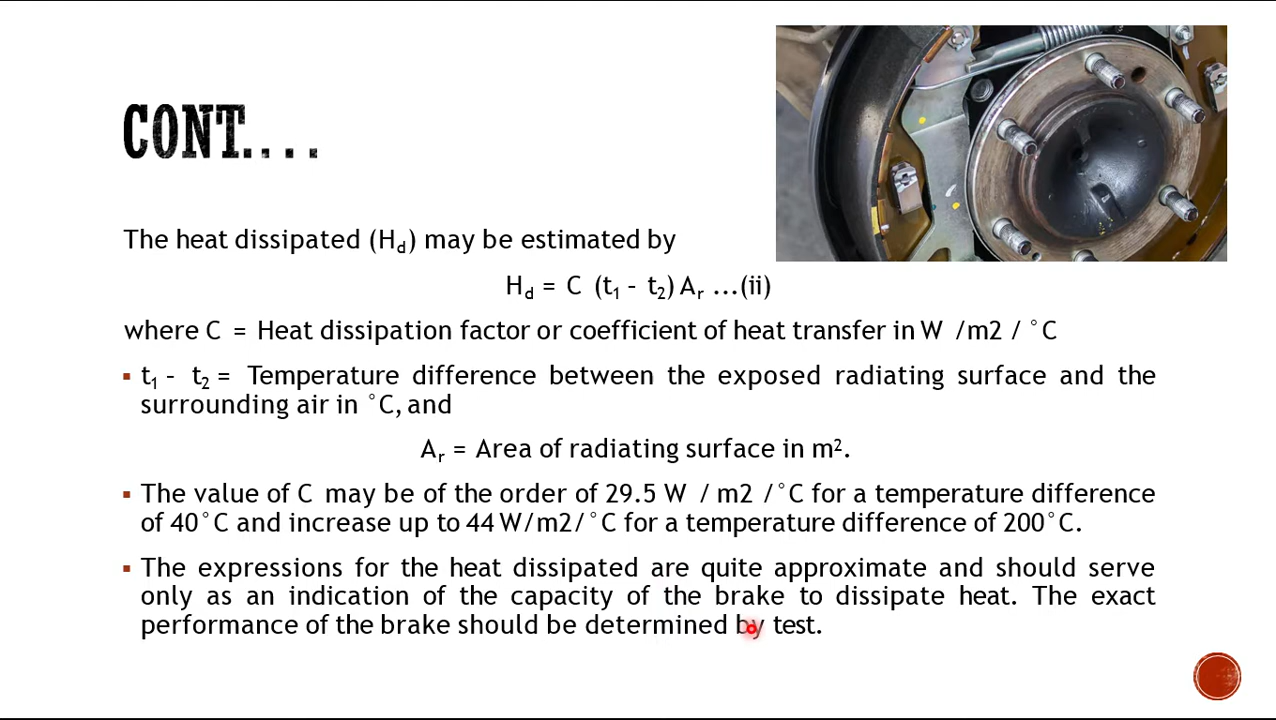 CONT....
The heat dissipated (Hd) may be estimated by
Hd = C (t1 – t2) Ar ...(ii)
where C = Heat dissipation factor or coefficient of heat transfer in W /m2 / °C
▪ t1 – t2 = Temperature difference between the exposed radiating surface and the
surrounding air in °C, and
Ar = Area of radiating surface in m².
▪ The value of C may be of the order of 29.5 W / m2 /°C for a temperature difference
of 40°C and increase up to 44 W/m2/°C for a temperature difference of 200°C.
▪ The expressions for the heat dissipated are quite approximate and should serve
only as an indication of the capacity of the brake to dissipate heat. The exact
performance of the brake should be determined by test.